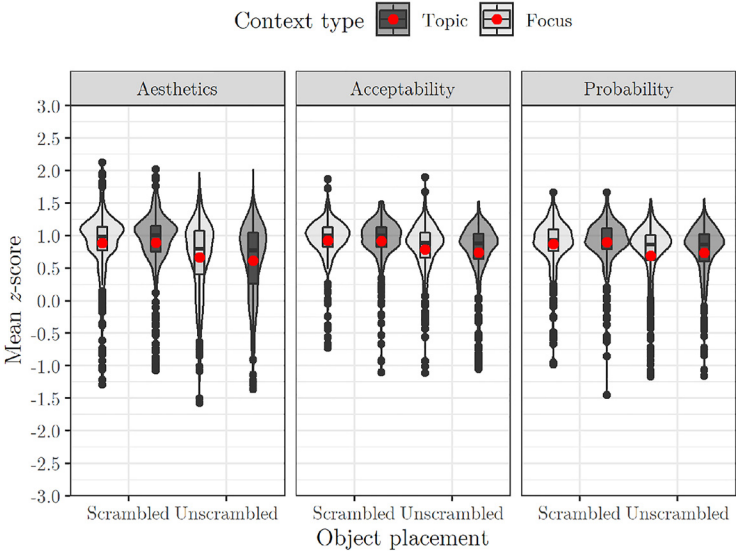 Context type Topic Focus
Aesthetics Acceptability Probability
3.0
2.5
2.0
1.5
1.0
0.5
0.0
-0.5
-1.0
-1.5
-2.0
-2.5
-3.0
Mean z-score
Scrambled Unscrambled Scrambled Unscrambled Scrambled Unscrambled
Object placement